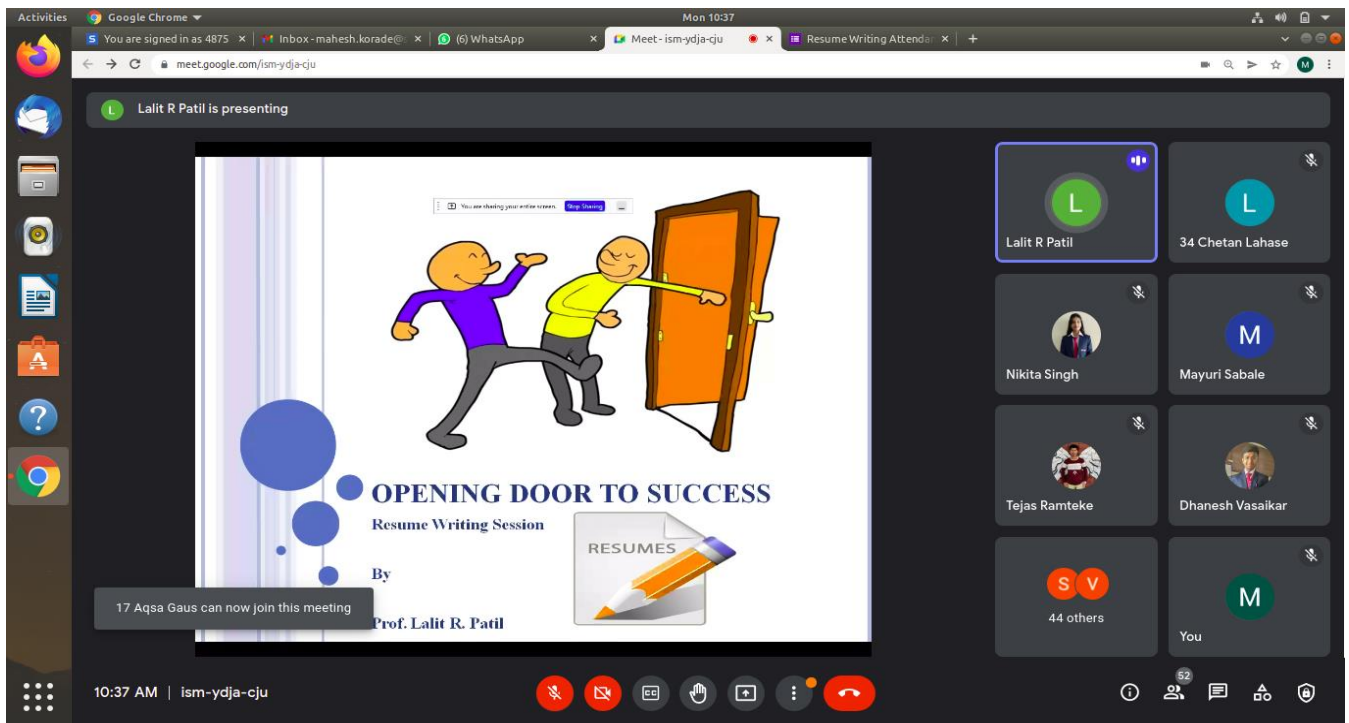 Activities
Google Chrome
Mon 10:37
S You are signed in as 4875
Inbox - mahesh.korade@
(6) WhatsApp
Meet - ism-ydja-cju
Resume Writing Attendan
meet.google.com/ism-ydja-cju
M
L Lalit R Patil is presenting
You are sharing your entire screen. Stop Sharing
OPENING DOOR TO SUCCESS
Resume Writing Session
RESUMES
By
Prof. Lalit R. Patil
17 Aqsa Gaus can now join this meeting
L
Lalit R Patil
L
34 Chetan Lahase
Nikita Singh
M
Mayuri Sabale
Tejas Ramteke
Dhanesh Vasaikar
S V
44 others
M
You
10:37 AM | ism-ydja-cju
CC
52